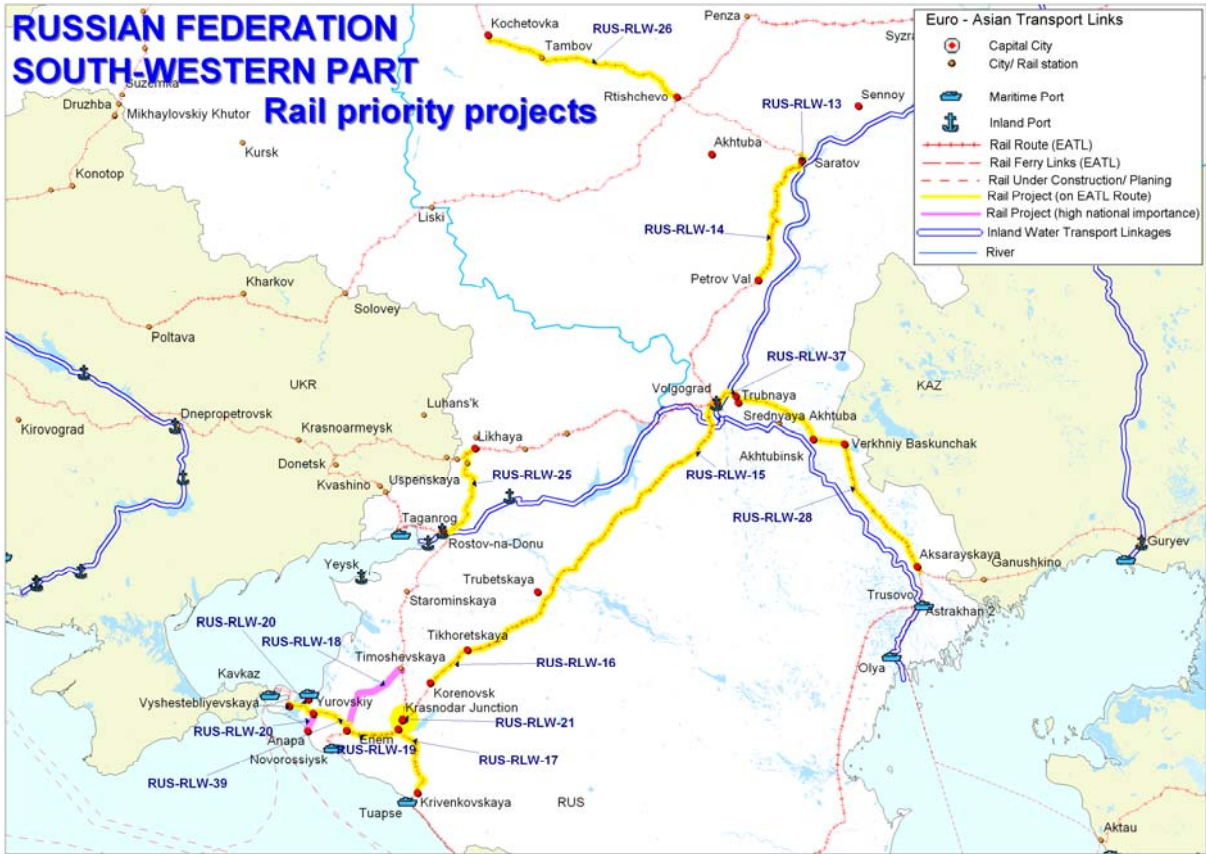 RUSSIAN FEDERATION
SOUTH-WESTERN PART
Rail priority projects
Euro - Asian Transport Links
Capital City
City/ Rail station
Maritime Port
Inland Port
Rail Route (EATL)
Rail Ferry Links (EATL)
Rail Under Construction/ Planing
Rail Project (on EATL Route)
Rail Project (high national importance)
Inland Water Transport Linkages
River
Kochetovka
RUS-RLW-26
Penza
Syzra
Tambov
Suzemka
Druzhba
Mikhaylovskiy Khutor
Rtishchevo
RUS-RLW-13
Sennoy
Kursk
Akhtuba
Saratov
Konotop
Liski
RUS-RLW-14
Petrov Val
Kharkov
Solovey
Poltava
RUS-RLW-37
UKR
Volgograd
Trubnaya
KAZ
Dnepropetrovsk
Luhans'k
Srednyaya Akhtuba
Kirovograd
Krasnoarmeysk
Likhaya
Verkhniy Baskunchak
Donetsk
Akhtubinsk
Kvashino
Uspenskaya
RUS-RLW-25
RUS-RLW-15
RUS-RLW-28
Taganrog
Rostov-na-Donu
Guryev
Aksarayskaya
Ganushkino
Yeysk
Trubetskaya
Starominskaya
Trusovo
Astrakhan 2
RUS-RLW-20
RUS-RLW-18
Tikhoretskaya
Olya
Timoshevskaya
RUS-RLW-16
Kavkaz
Korenovsk
Vyshestebliyevskaya
Yurovskiy
Krasnodar Junction
RUS-RLW-21
RUS-RLW-20
Anapa
Enem
Novorossiysk
RUS-RLW-19
RUS-RLW-17
RUS-RLW-39
Krivenkovskaya
RUS
Tuapse
Aktau